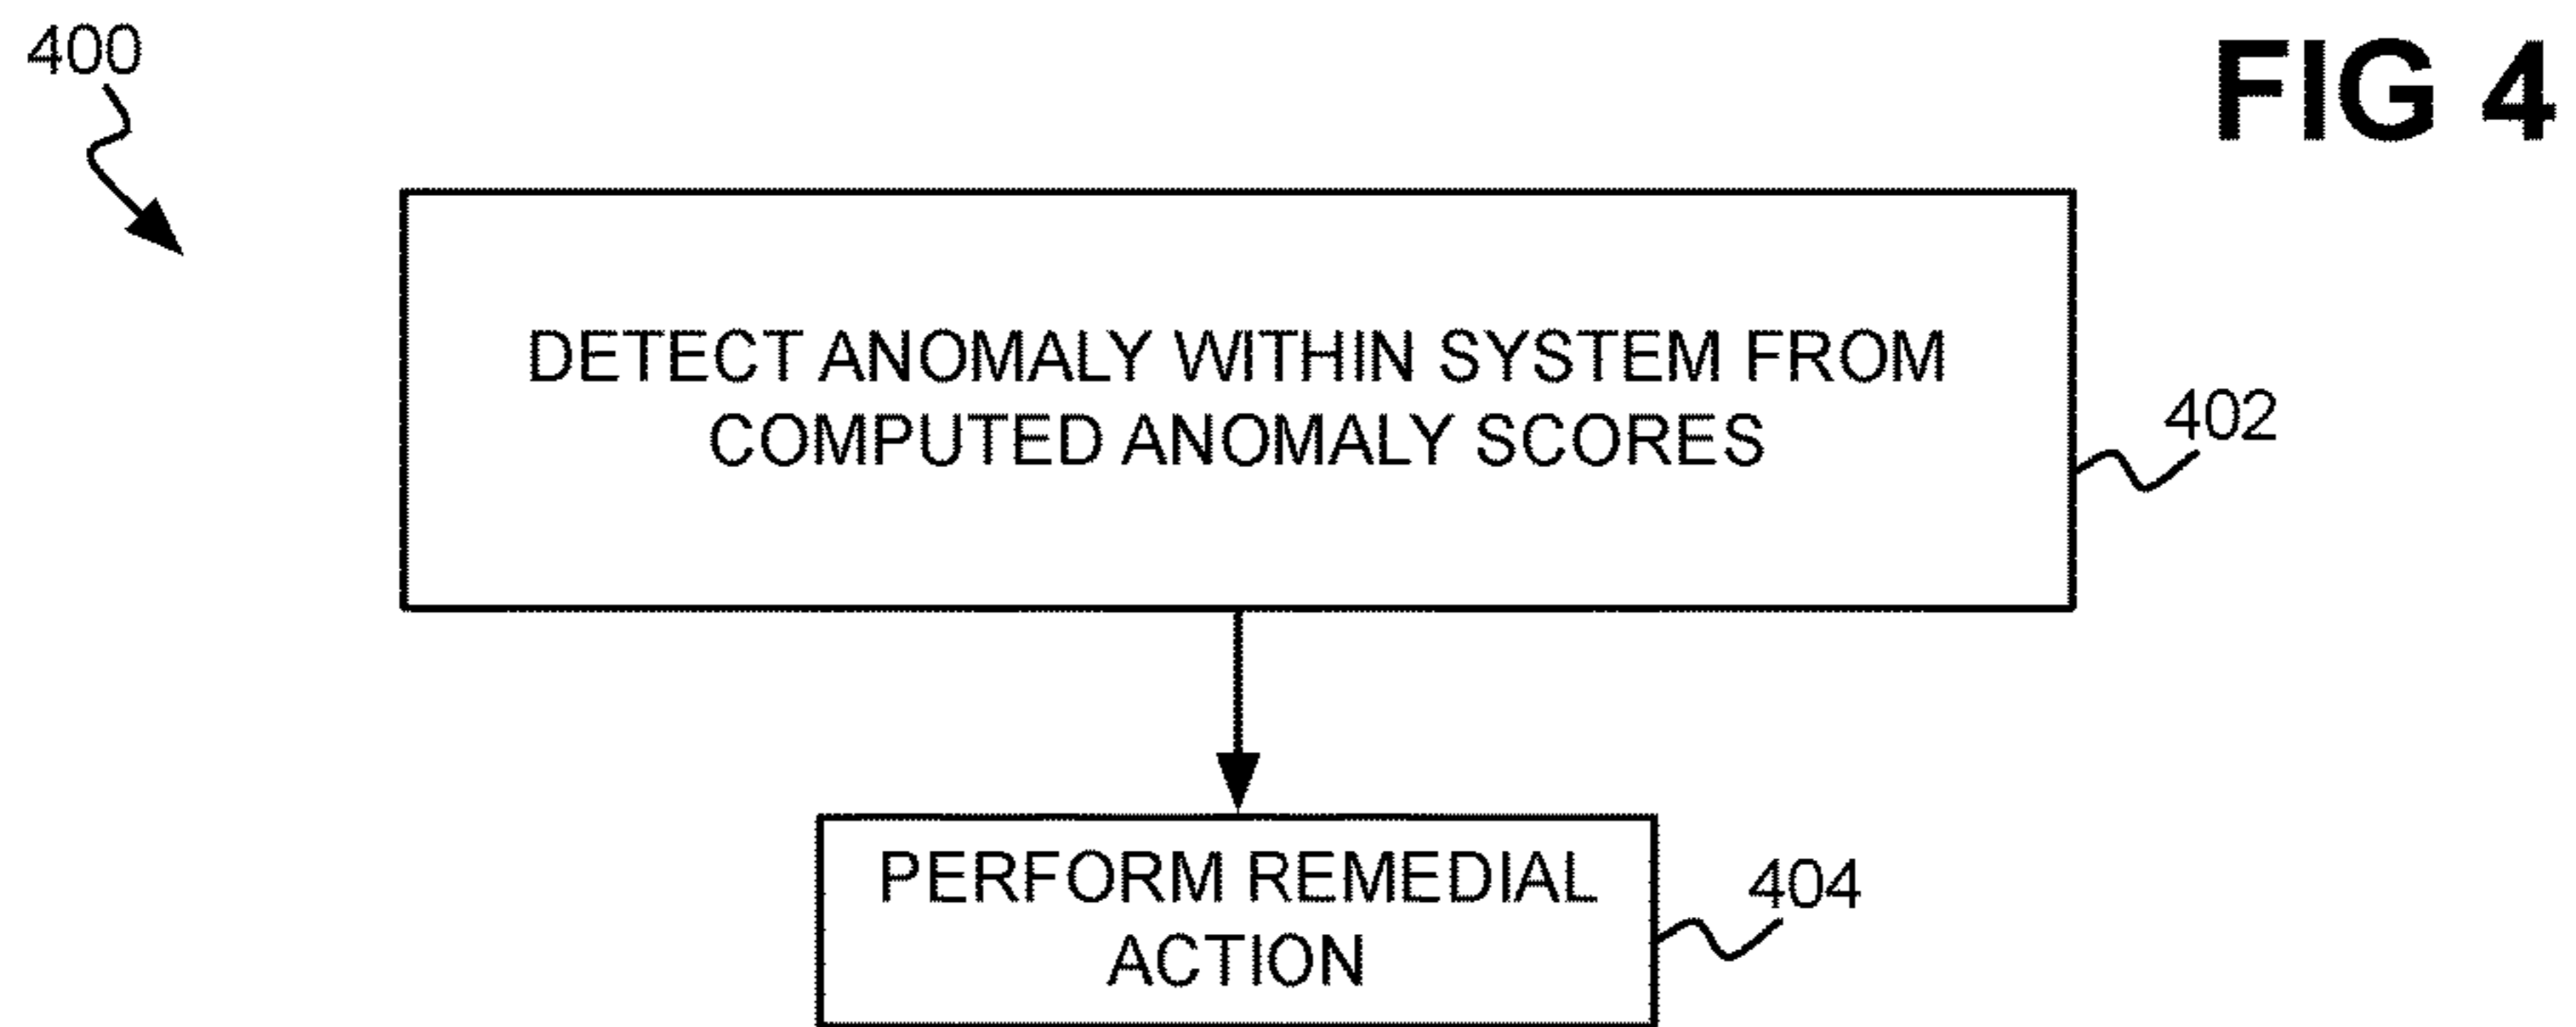 400
FIG 4
DETECT ANOMALY WITHIN SYSTEM FROM
COMPUTED ANOMALY SCORES
402
PERFORM REMEDIAL
ACTION
404